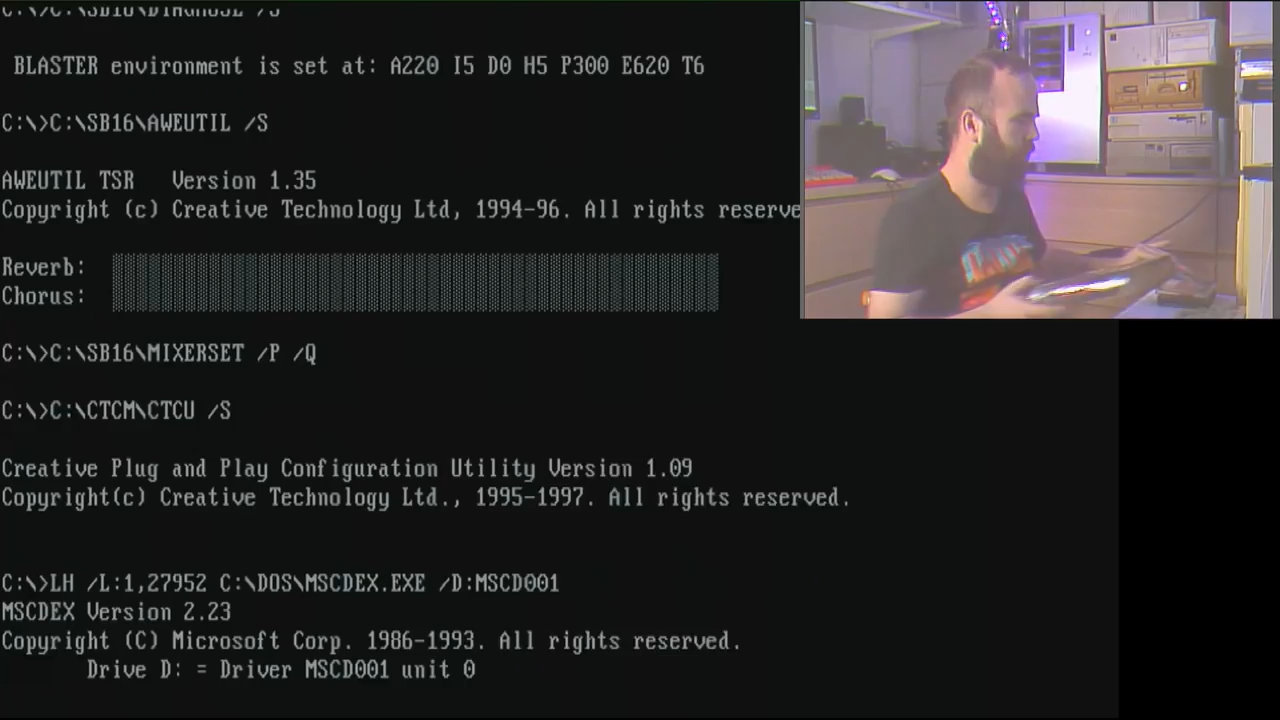 C:\>C:\SB16\DIAGNOSE /S
BLASTER environment is set at: A220 I5 D0 H5 P300 E620 T6
C:\>C:\SB16\AWEUTIL /S
AWEUTIL TSR Version 1.35
Copyright (c) Creative Technology Ltd, 1994-96. All rights reserve
Reverb:
Chorus:
C:\>C:\SB16\MIXERSET /P /Q
C:\>C:\CTCM\CTCU /S
Creative Plug and Play Configuration Utility Version 1.09
Copyright(c) Creative Technology Ltd., 1995-1997. All rights reserved.
C:\>LH /L:1,27952 C:\DOS\MSCDEX.EXE /D:MSCD001
MSCDEX Version 2.23
Copyright (C) Microsoft Corp. 1986-1993. All rights reserved.
Drive D: = Driver MSCD001 unit 0